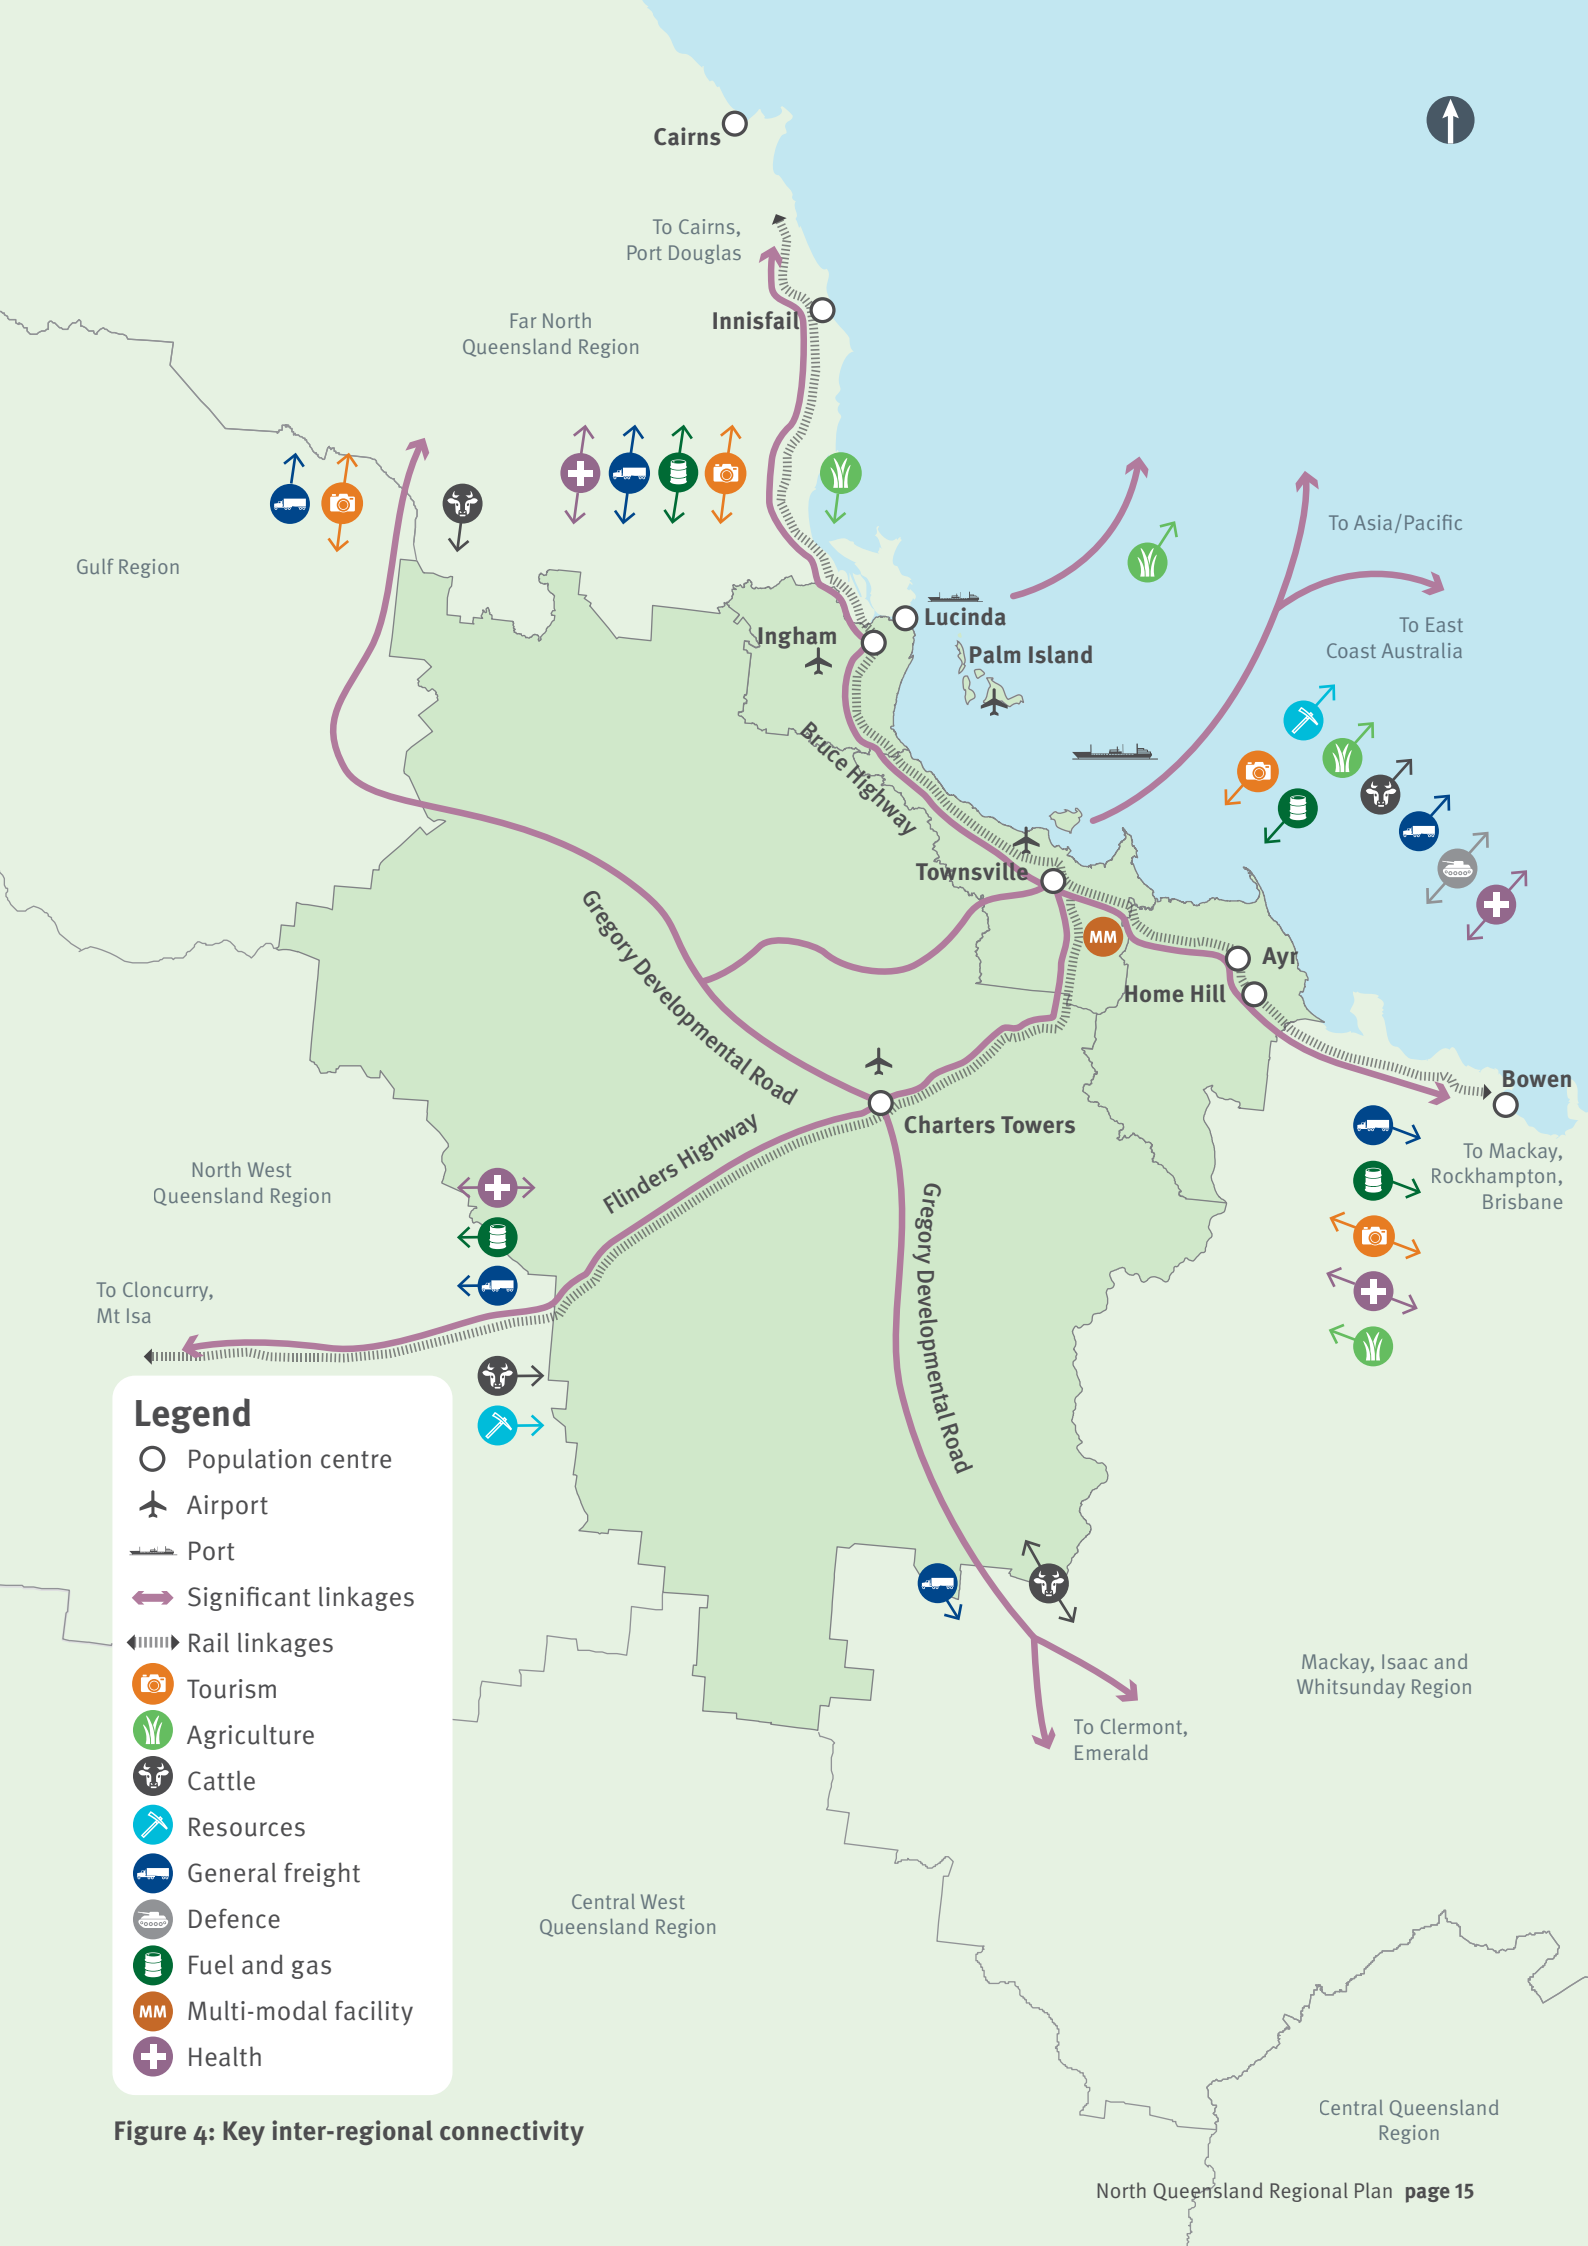 Cairns
To Cairns,
Port Douglas
Innisfail
Far North
Queensland Region
Gulf Region
To Asia/Pacific
Lucinda
Ingham
Palm Island
To East
Coast Australia
Bruce Highway
Townsville
MM
Gregory Developmental Road
Ayr
Home Hill
Bowen
Charters Towers
Flinders Highway
To Mackay,
Rockhampton,
Brisbane
North West
Queensland Region
Gregory Developmental Road
To Cloncurry,
Mt Isa
Legend
Population centre
Airport
Port
Significant linkages
Rail linkages
Tourism
Agriculture
Cattle
Resources
General freight
Defence
Fuel and gas
MM Multi-modal facility
Health
Mackay, Isaac and
Whitsunday Region
To Clermont,
Emerald
Central West
Queensland Region
Central Queensland
Region
Figure 4: Key inter-regional connectivity
North Queensland Regional Plan page 15